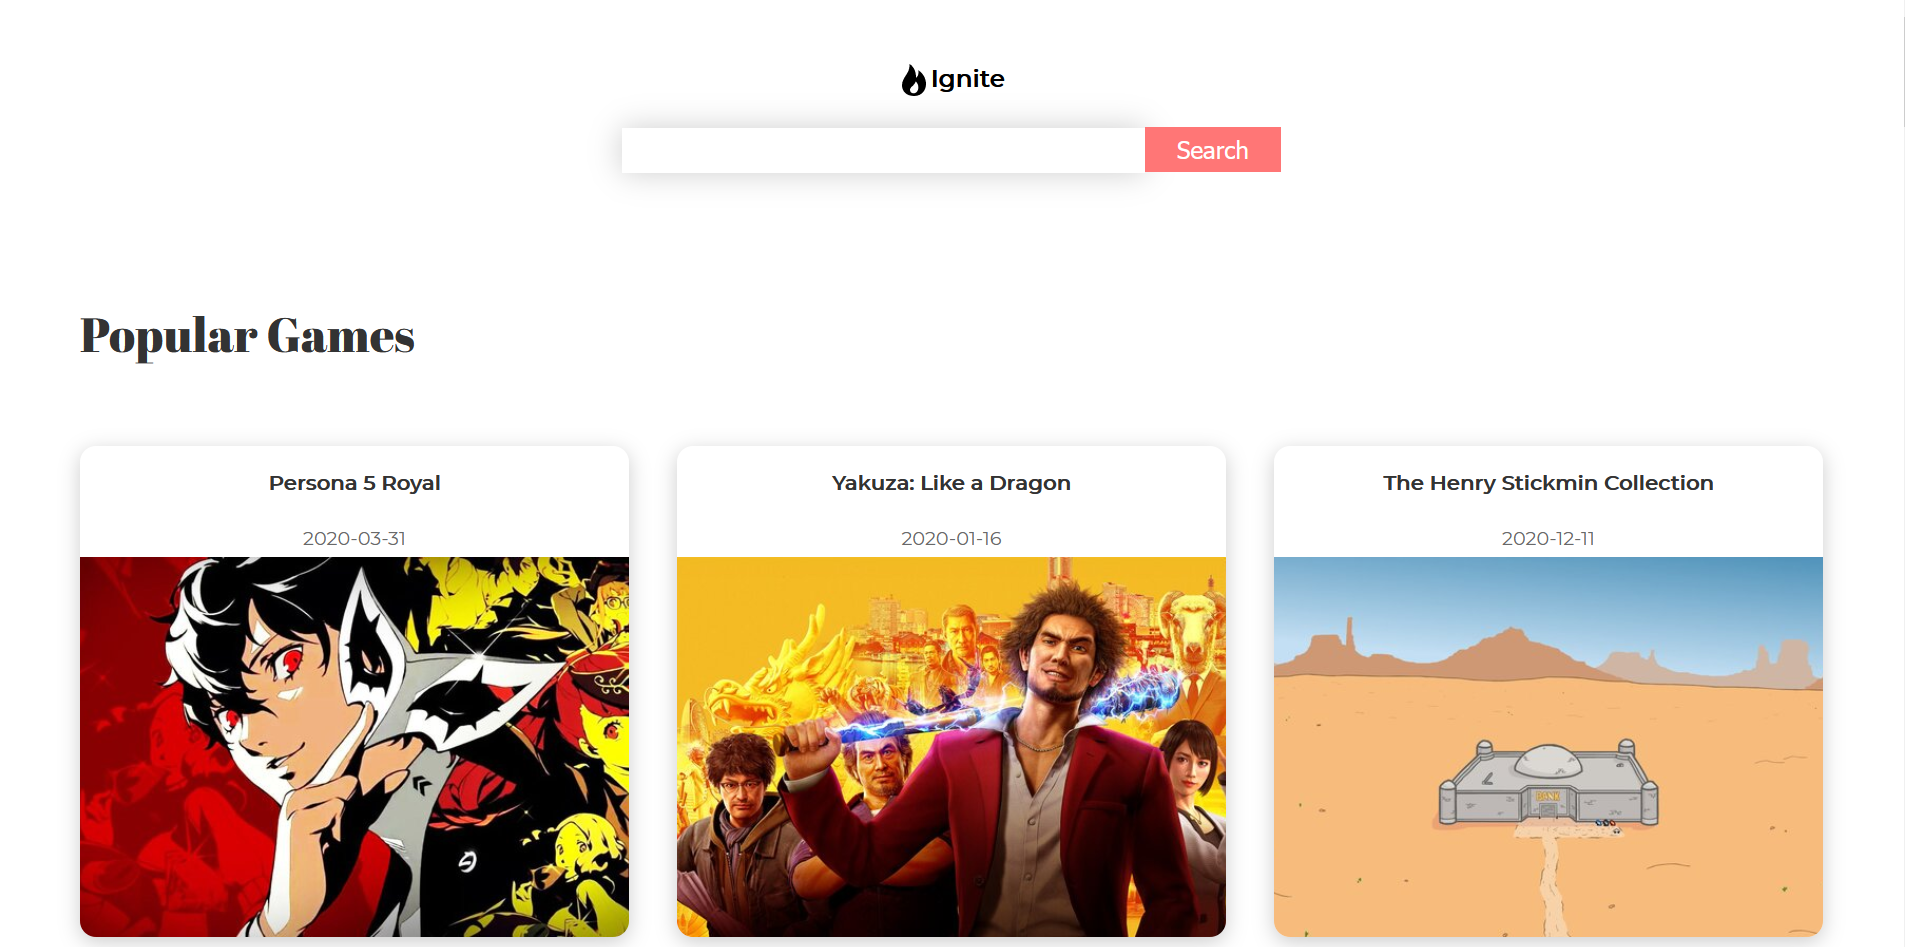 Ignite
Search
Popular Games
Persona 5 Royal
2020-03-31
Yakuza: Like a Dragon
2020-01-16
The Henry Stickmin Collection
2020-12-11
BANK